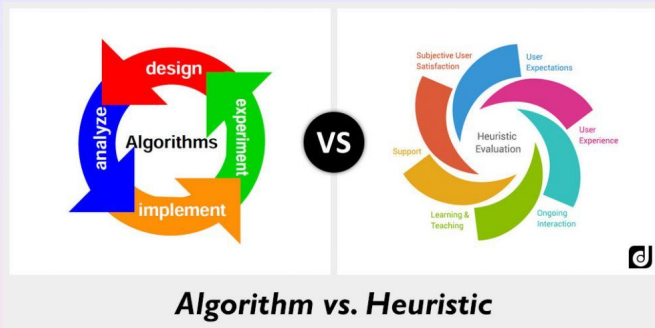 design
experiment
implement
analyze
Algorithms
VS
Subjective User
Satisfaction
User
Expectations
User
Experience
Ongoing
Interaction
Learning &
Teaching
Support
Heuristic
Evaluation
d
Algorithm vs. Heuristic